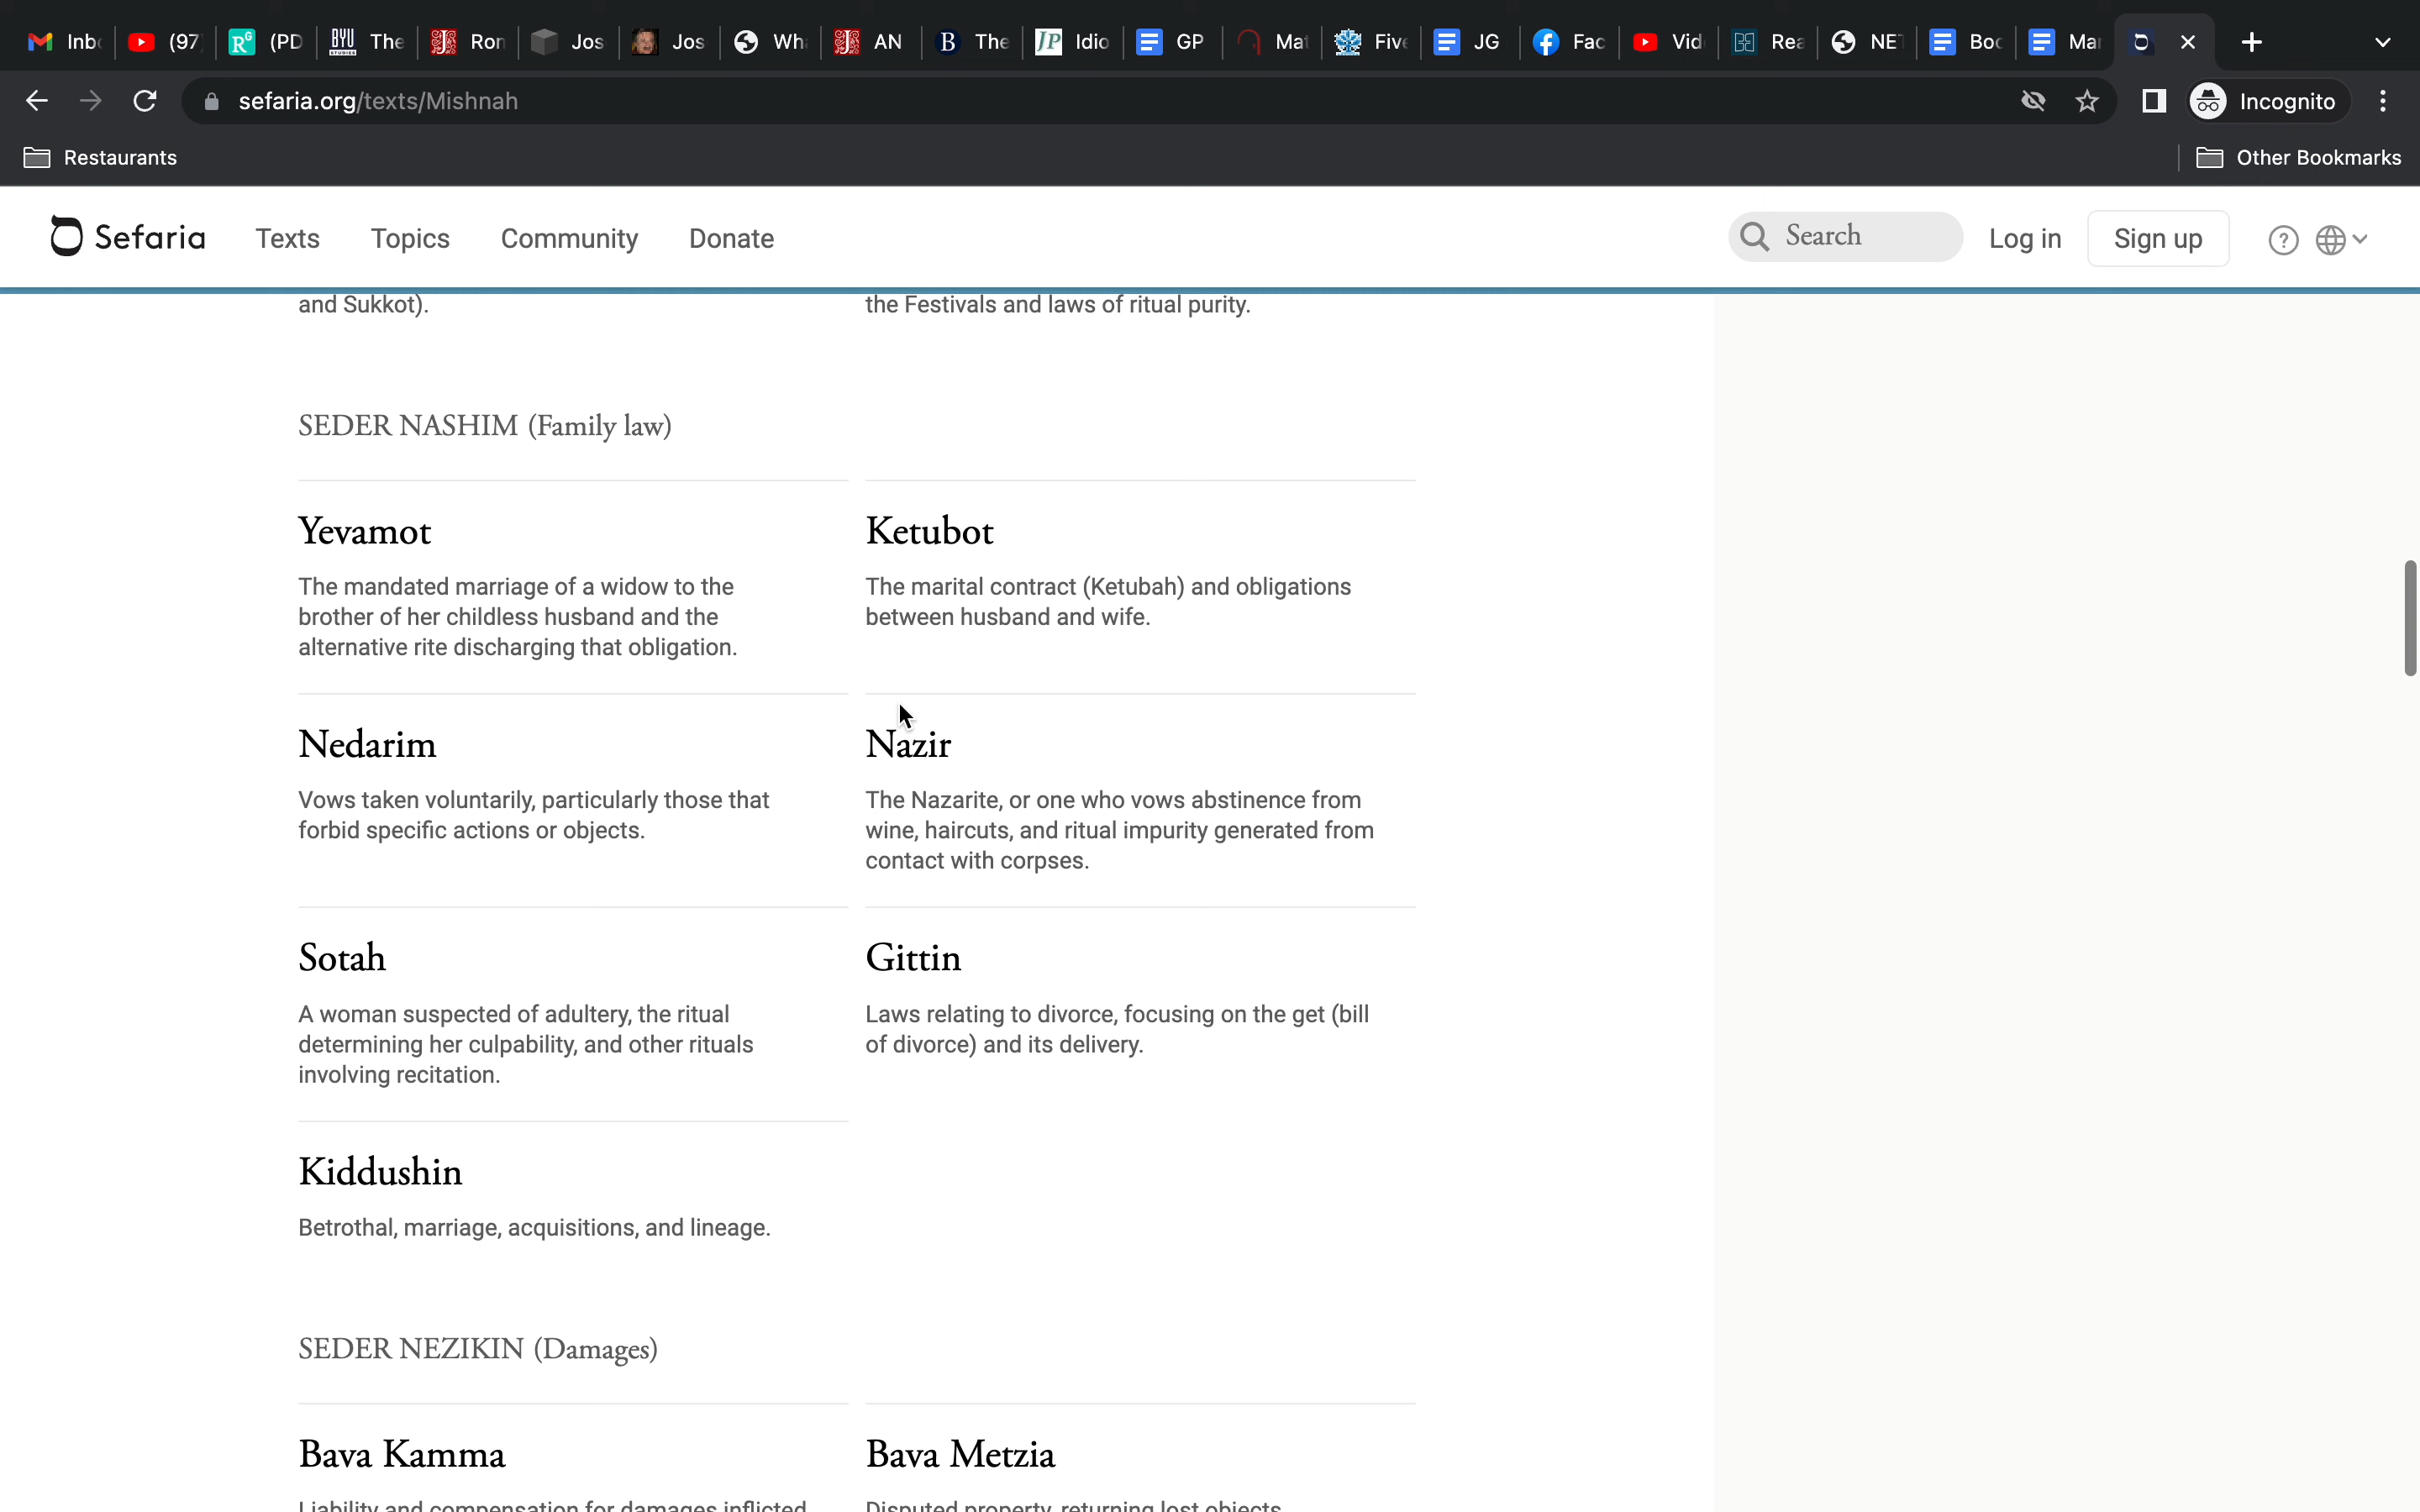 Inb
(97
(PD
BYU
STUDIES
The
Ron
Jos
Jos
Wh
AN
B
The
JP
Idio
GP
Mat
Five
JG
Fac
Vid
Rea
NET
Boo
Mar
sefaria.org/texts/Mishnah
Incognito
Restaurants
Other Bookmarks
Sefaria
Texts
Topics
Community
Donate
Search
Log in
Sign up
and Sukkot).
the Festivals and laws of ritual purity.
SEDER NASHIM (Family law)
Yevamot
The mandated marriage of a widow to the
brother of her childless husband and the
alternative rite discharging that obligation.
Ketubot
The marital contract (Ketubah) and obligations
between husband and wife.
Nedarim
Vows taken voluntarily, particularly those that
forbid specific actions or objects.
Nazir
The Nazarite, or one who vows abstinence from
wine, haircuts, and ritual impurity generated from
contact with corpses.
Sotah
A woman suspected of adultery, the ritual
determining her culpability, and other rituals
involving recitation.
Gittin
Laws relating to divorce, focusing on the get (bill
of divorce) and its delivery.
Kiddushin
Betrothal, marriage, acquisitions, and lineage.
SEDER NEZIKIN (Damages)
Bava Kamma
Liability and compensation for damages inflicted
Bava Metzia
Disputed property, returning lost objects